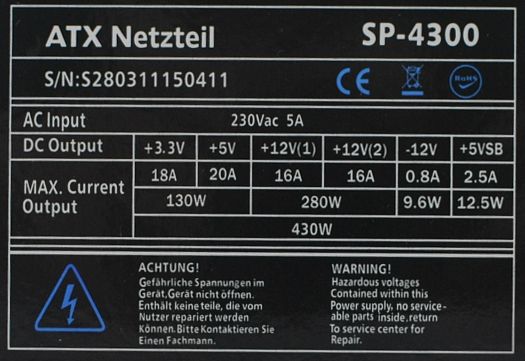 ATX Netzteil SP-4300
S/N:S280311150411
CE RoHS
AC Input 230Vac 5A
DC Output +3.3V +5V +12V(1) +12V(2) -12V +5VSB
MAX. Current Output 18A 20A 16A 16A 0.8A 2.5A
130W 280W 9.6W 12.5W
430W
ACHTUNG!
Gefährliche Spannungen im
Gerät,Gerät nicht öffnen.
Enthält keine teile, die vom
Nutzer repariert werden
Können.Bitte Kontaktieren Sie
Einen Fachmann.
WARNING!
Hazardous voltages
Contained within this
Power supply, no service-
able parts inside.return
To service center for
Repair.